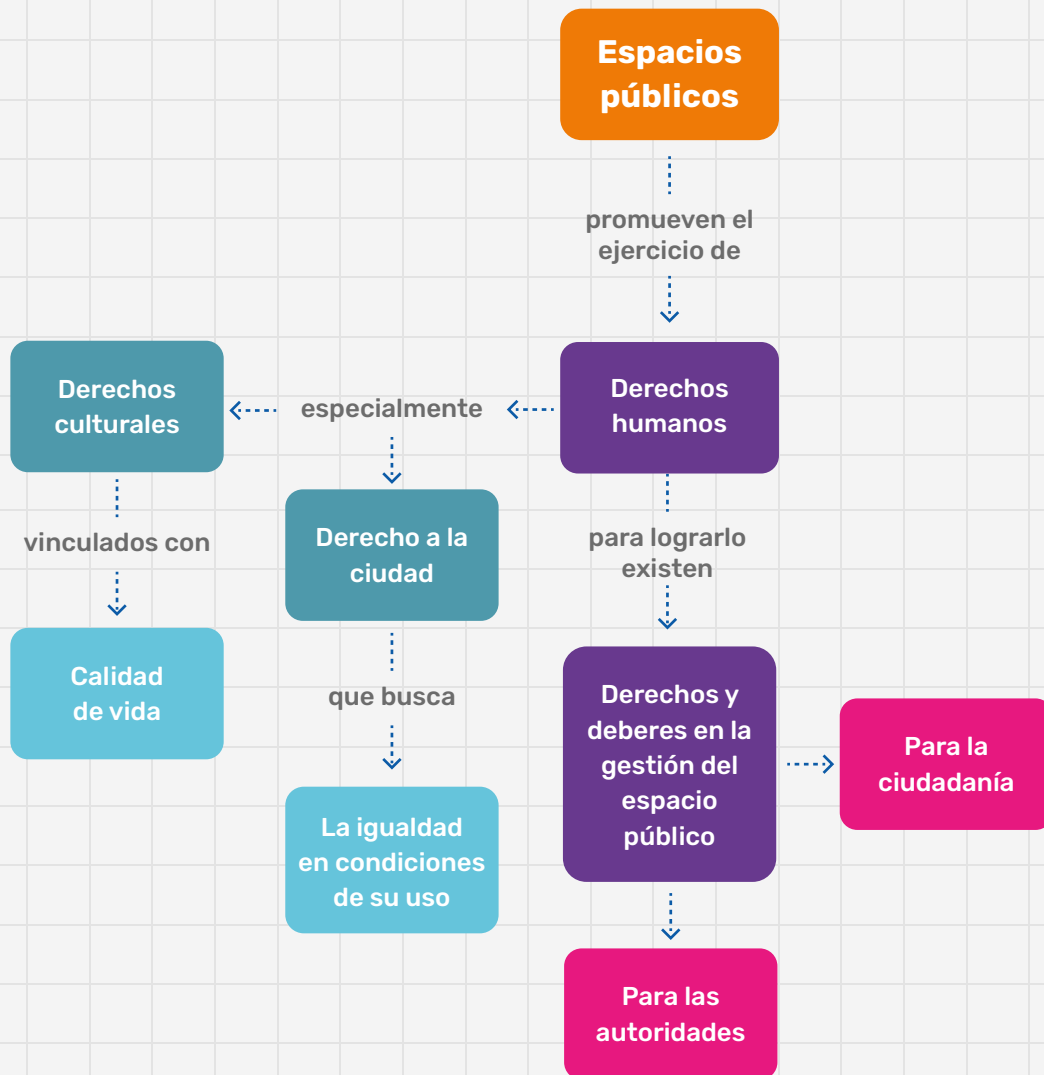 Espacios
públicos
promueven el
ejercicio de
Derechos
culturales
especialmente
Derechos
humanos
vinculados con
Derecho a la
ciudad
para lograrlo
existen
Calidad
de vida
que busca
Derechos y
deberes en la
gestión del
espacio
público
Para la
ciudadanía
La igualdad
en condiciones
de su uso
Para las
autoridades